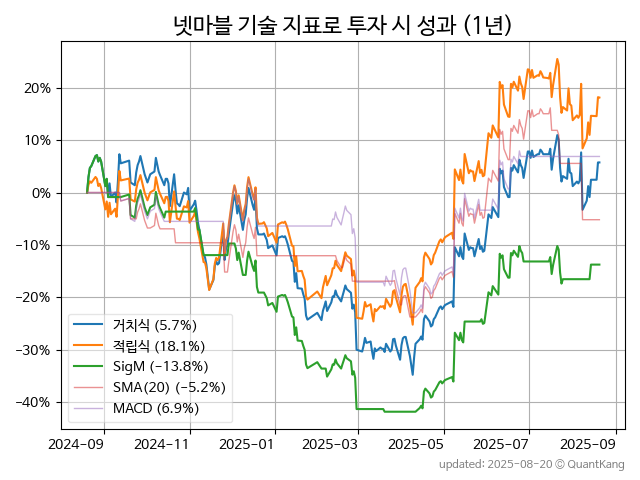 넷마블 기술 지표로 투자 시 성과 (1년)
20%
10%
0%
−10%
−20%
−30%
−40%
거치식 (5.7%)
적립식 (18.1%)
SigM (−13.8%)
SMA(20) (−5.2%)
MACD (6.9%)
2024-09 2024-11 2025-01 2025-03 2025-05 2025-07 2025-09
updated: 2025-08-20 © QuantKang